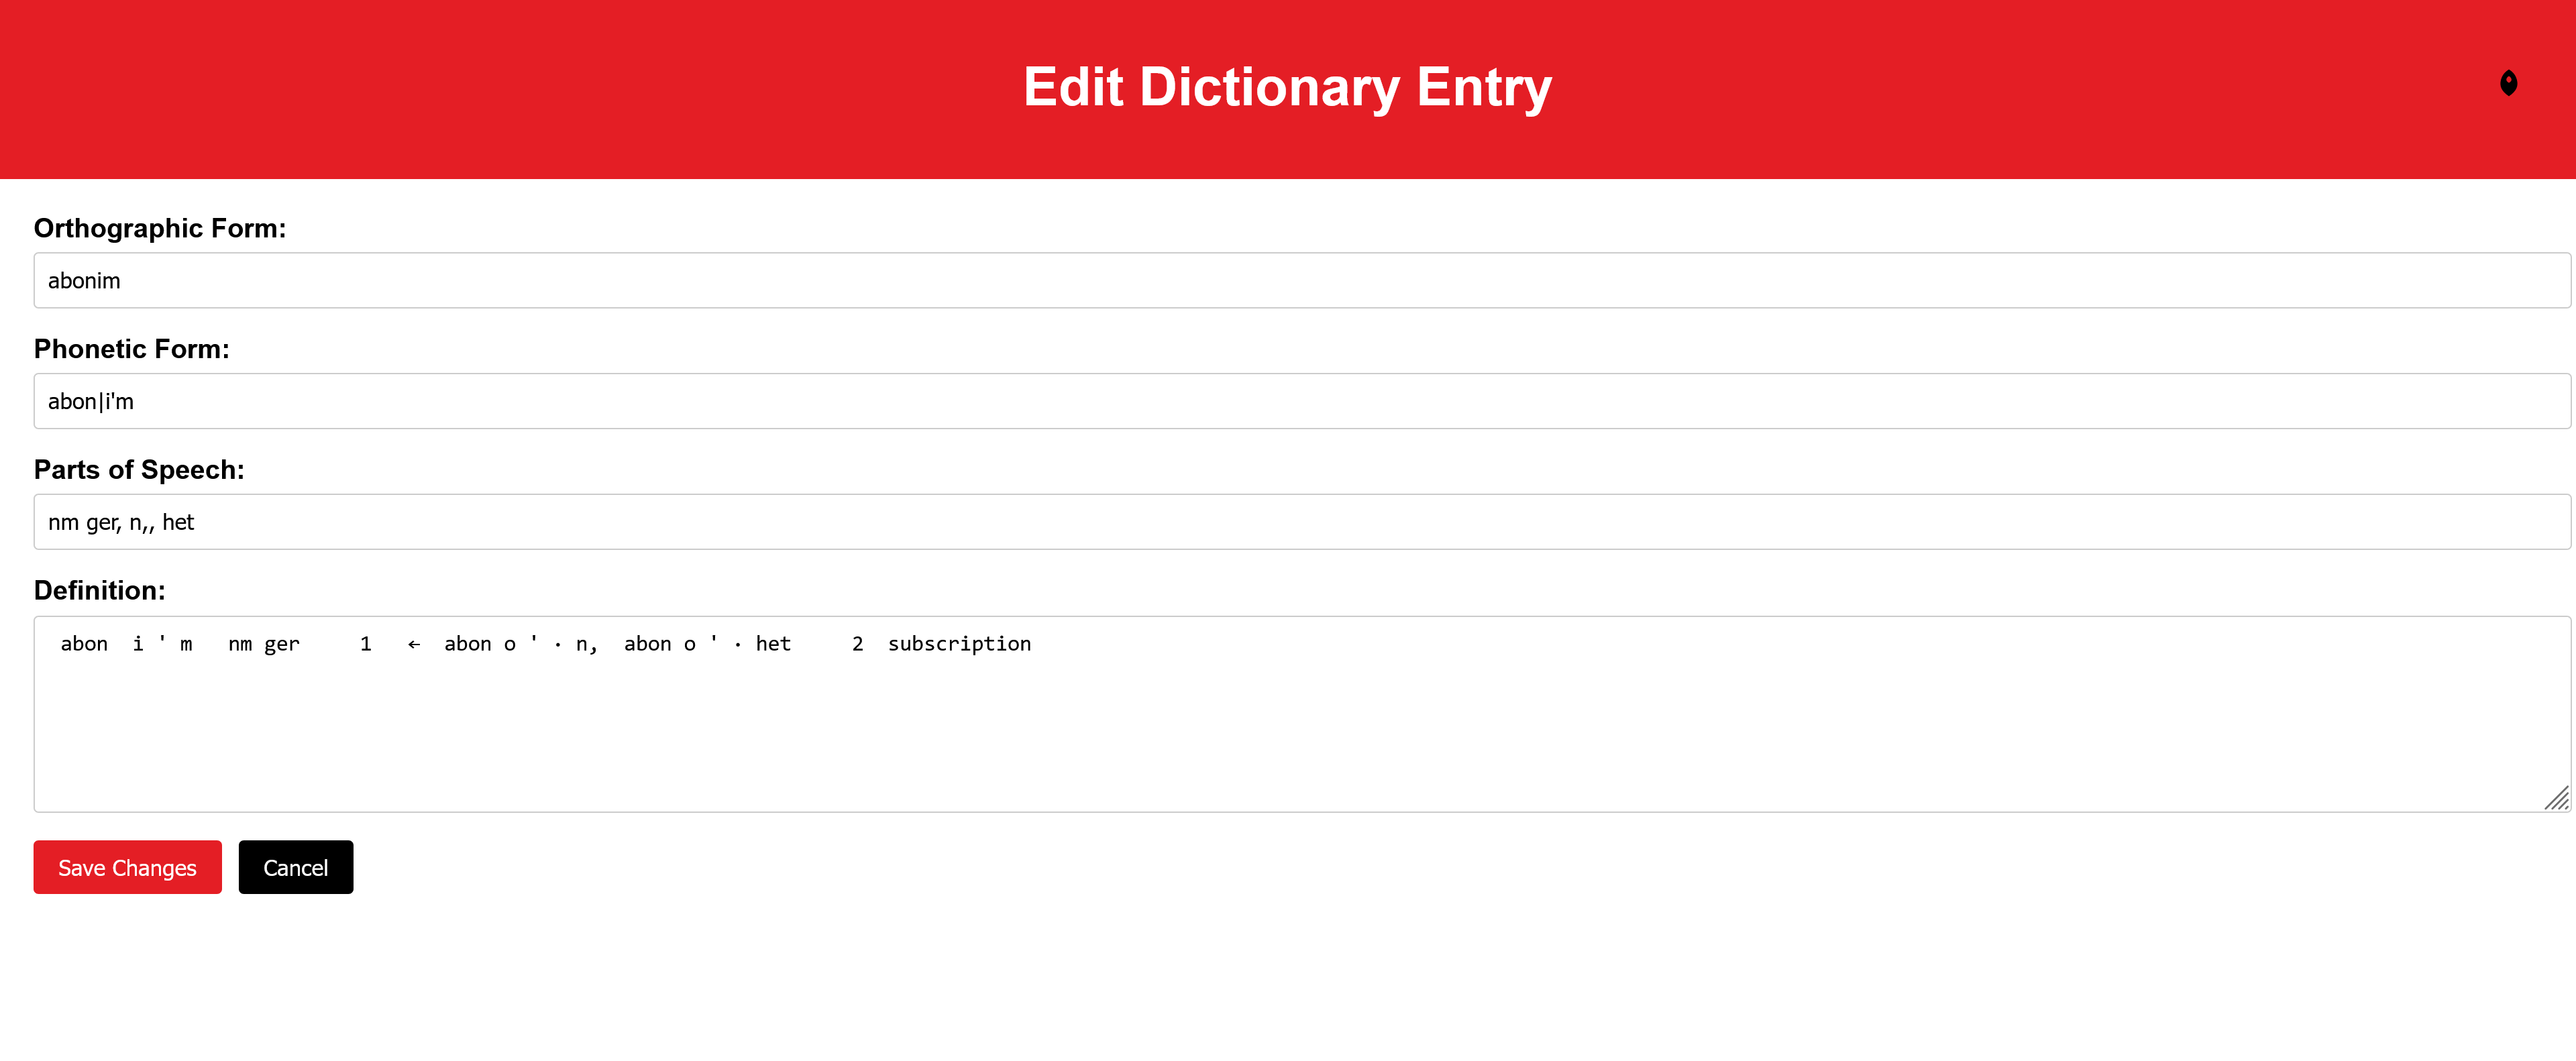 Edit Dictionary Entry
Orthographic Form:
abonim
Phonetic Form:
abon|i'm
Parts of Speech:
nm ger, n,, het
Definition:
abon  i ' m   nm ger     1   ←  abon o ' · n,  abon o ' · het     2  subscription
Save Changes
Cancel